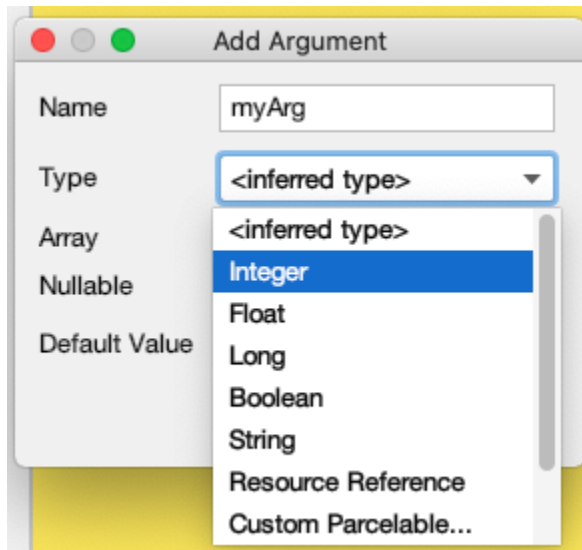 Add Argument
Name myArg
Type <inferred type>
Array
<inferred type>
Nullable
Integer
Float
Default Value
Long
Boolean
String
Resource Reference
Custom Parcelable...